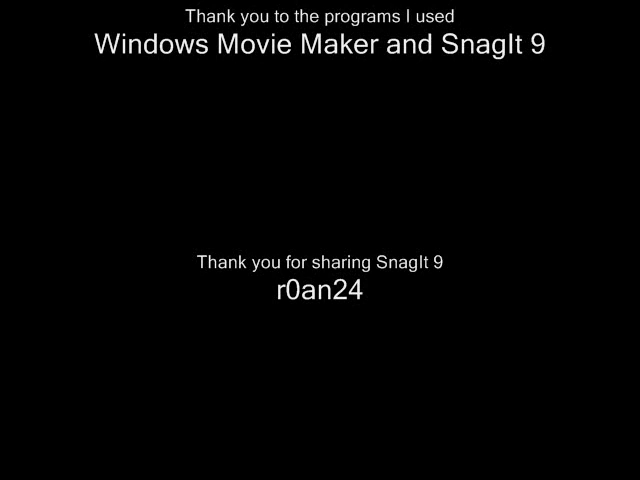 Thank you to the programs I used
Windows Movie Maker and SnagIt 9
Thank you for sharing SnagIt 9
r0an24